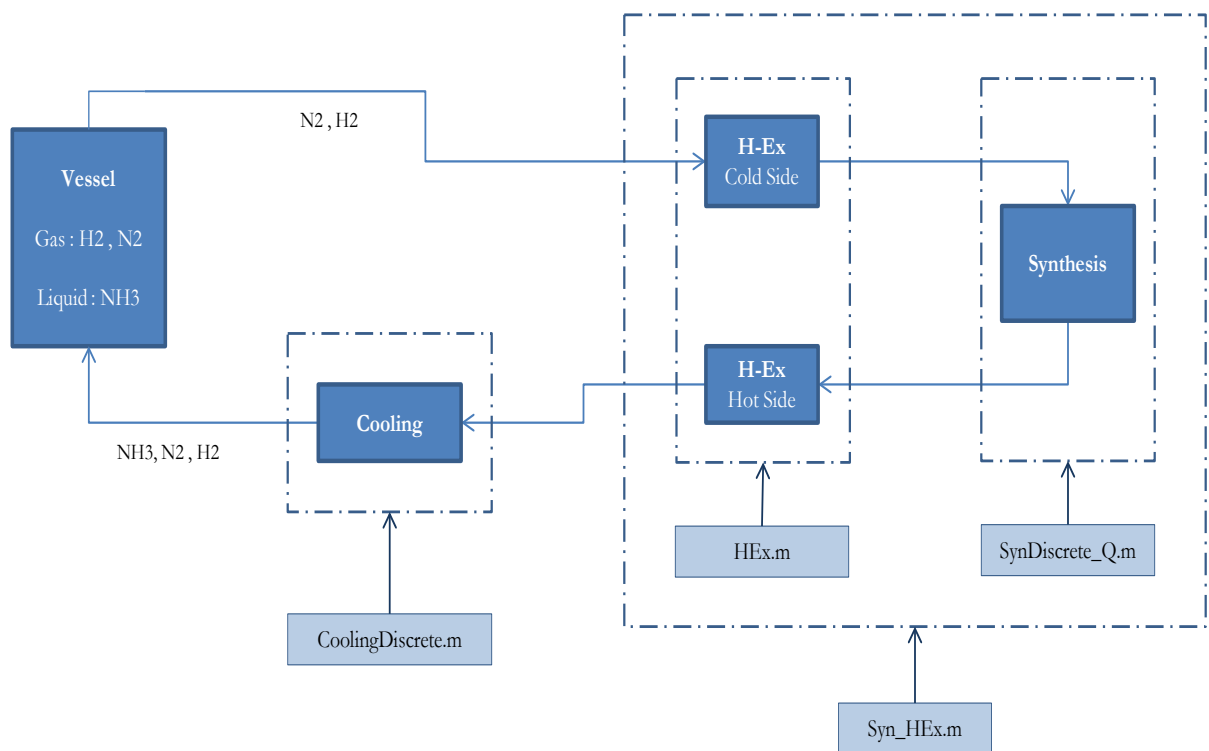 N2 , H2
Vessel
Gas : H2 , N2
Liquid : NH3
H-Ex
Cold Side
Synthesis
H-Ex
Hot Side
Cooling
NH3, N2 , H2
HEx.m
SynDiscrete_Q.m
CoolingDiscrete.m
Syn_HEx.m